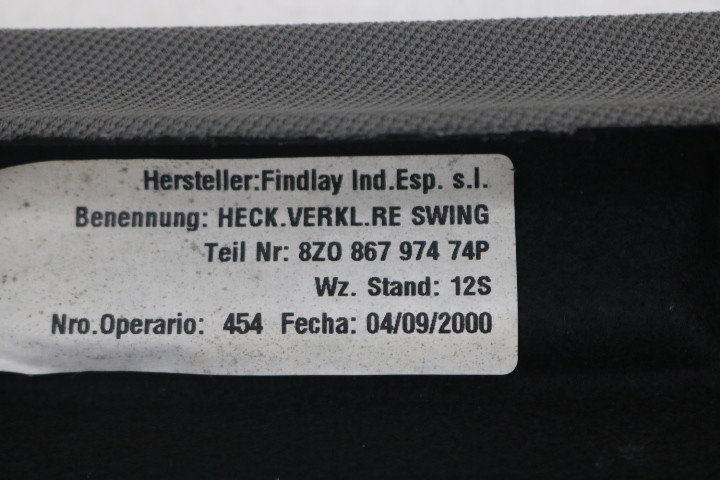 Hersteller:Findlay Ind.Esp. s.l.
Benennung: HECK.VERKL.RE SWING
Teil Nr: 8Z0 867 974 74P
Wz. Stand: 12S
Nro.Operario: 454 Fecha: 04/09/2000